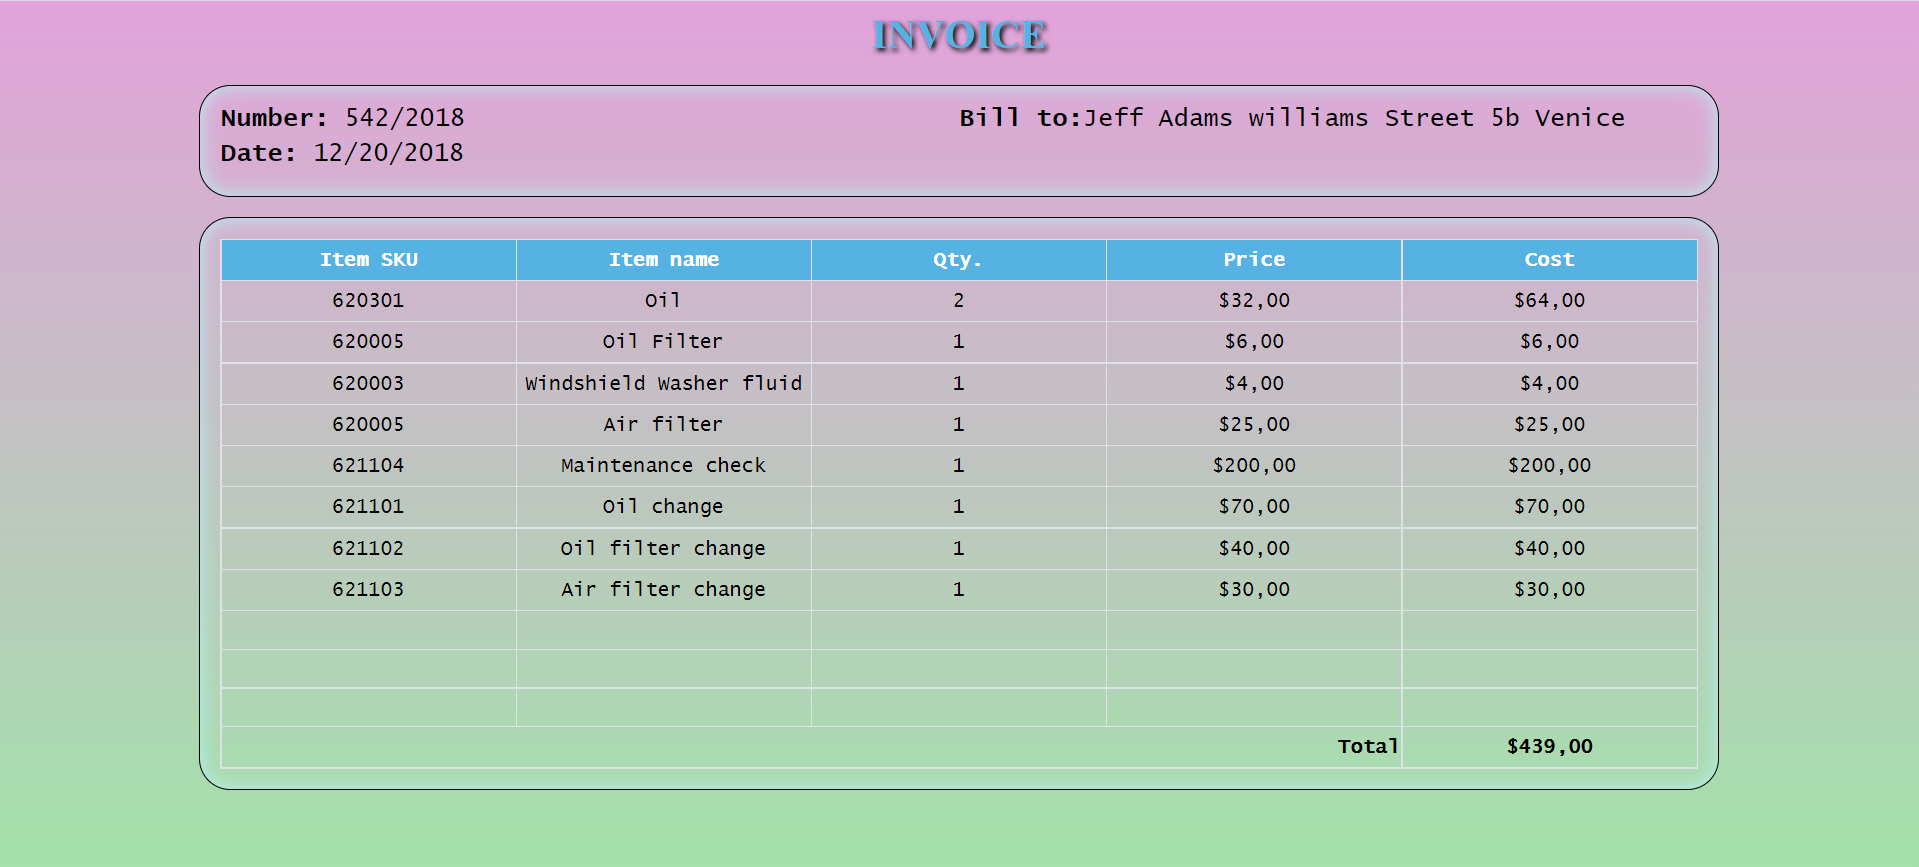 INVOICE
Number: 542/2018
Date: 12/20/2018
Bill to:Jeff Adams williams Street 5b Venice
Item SKU Item name Qty. Price Cost
620301 Oil 2 $32,00 $64,00
620005 Oil Filter 1 $6,00 $6,00
620003 Windshield Washer fluid 1 $4,00 $4,00
620005 Air filter 1 $25,00 $25,00
621104 Maintenance check 1 $200,00 $200,00
621101 Oil change 1 $70,00 $70,00
621102 Oil filter change 1 $40,00 $40,00
621103 Air filter change 1 $30,00 $30,00
Total $439,00